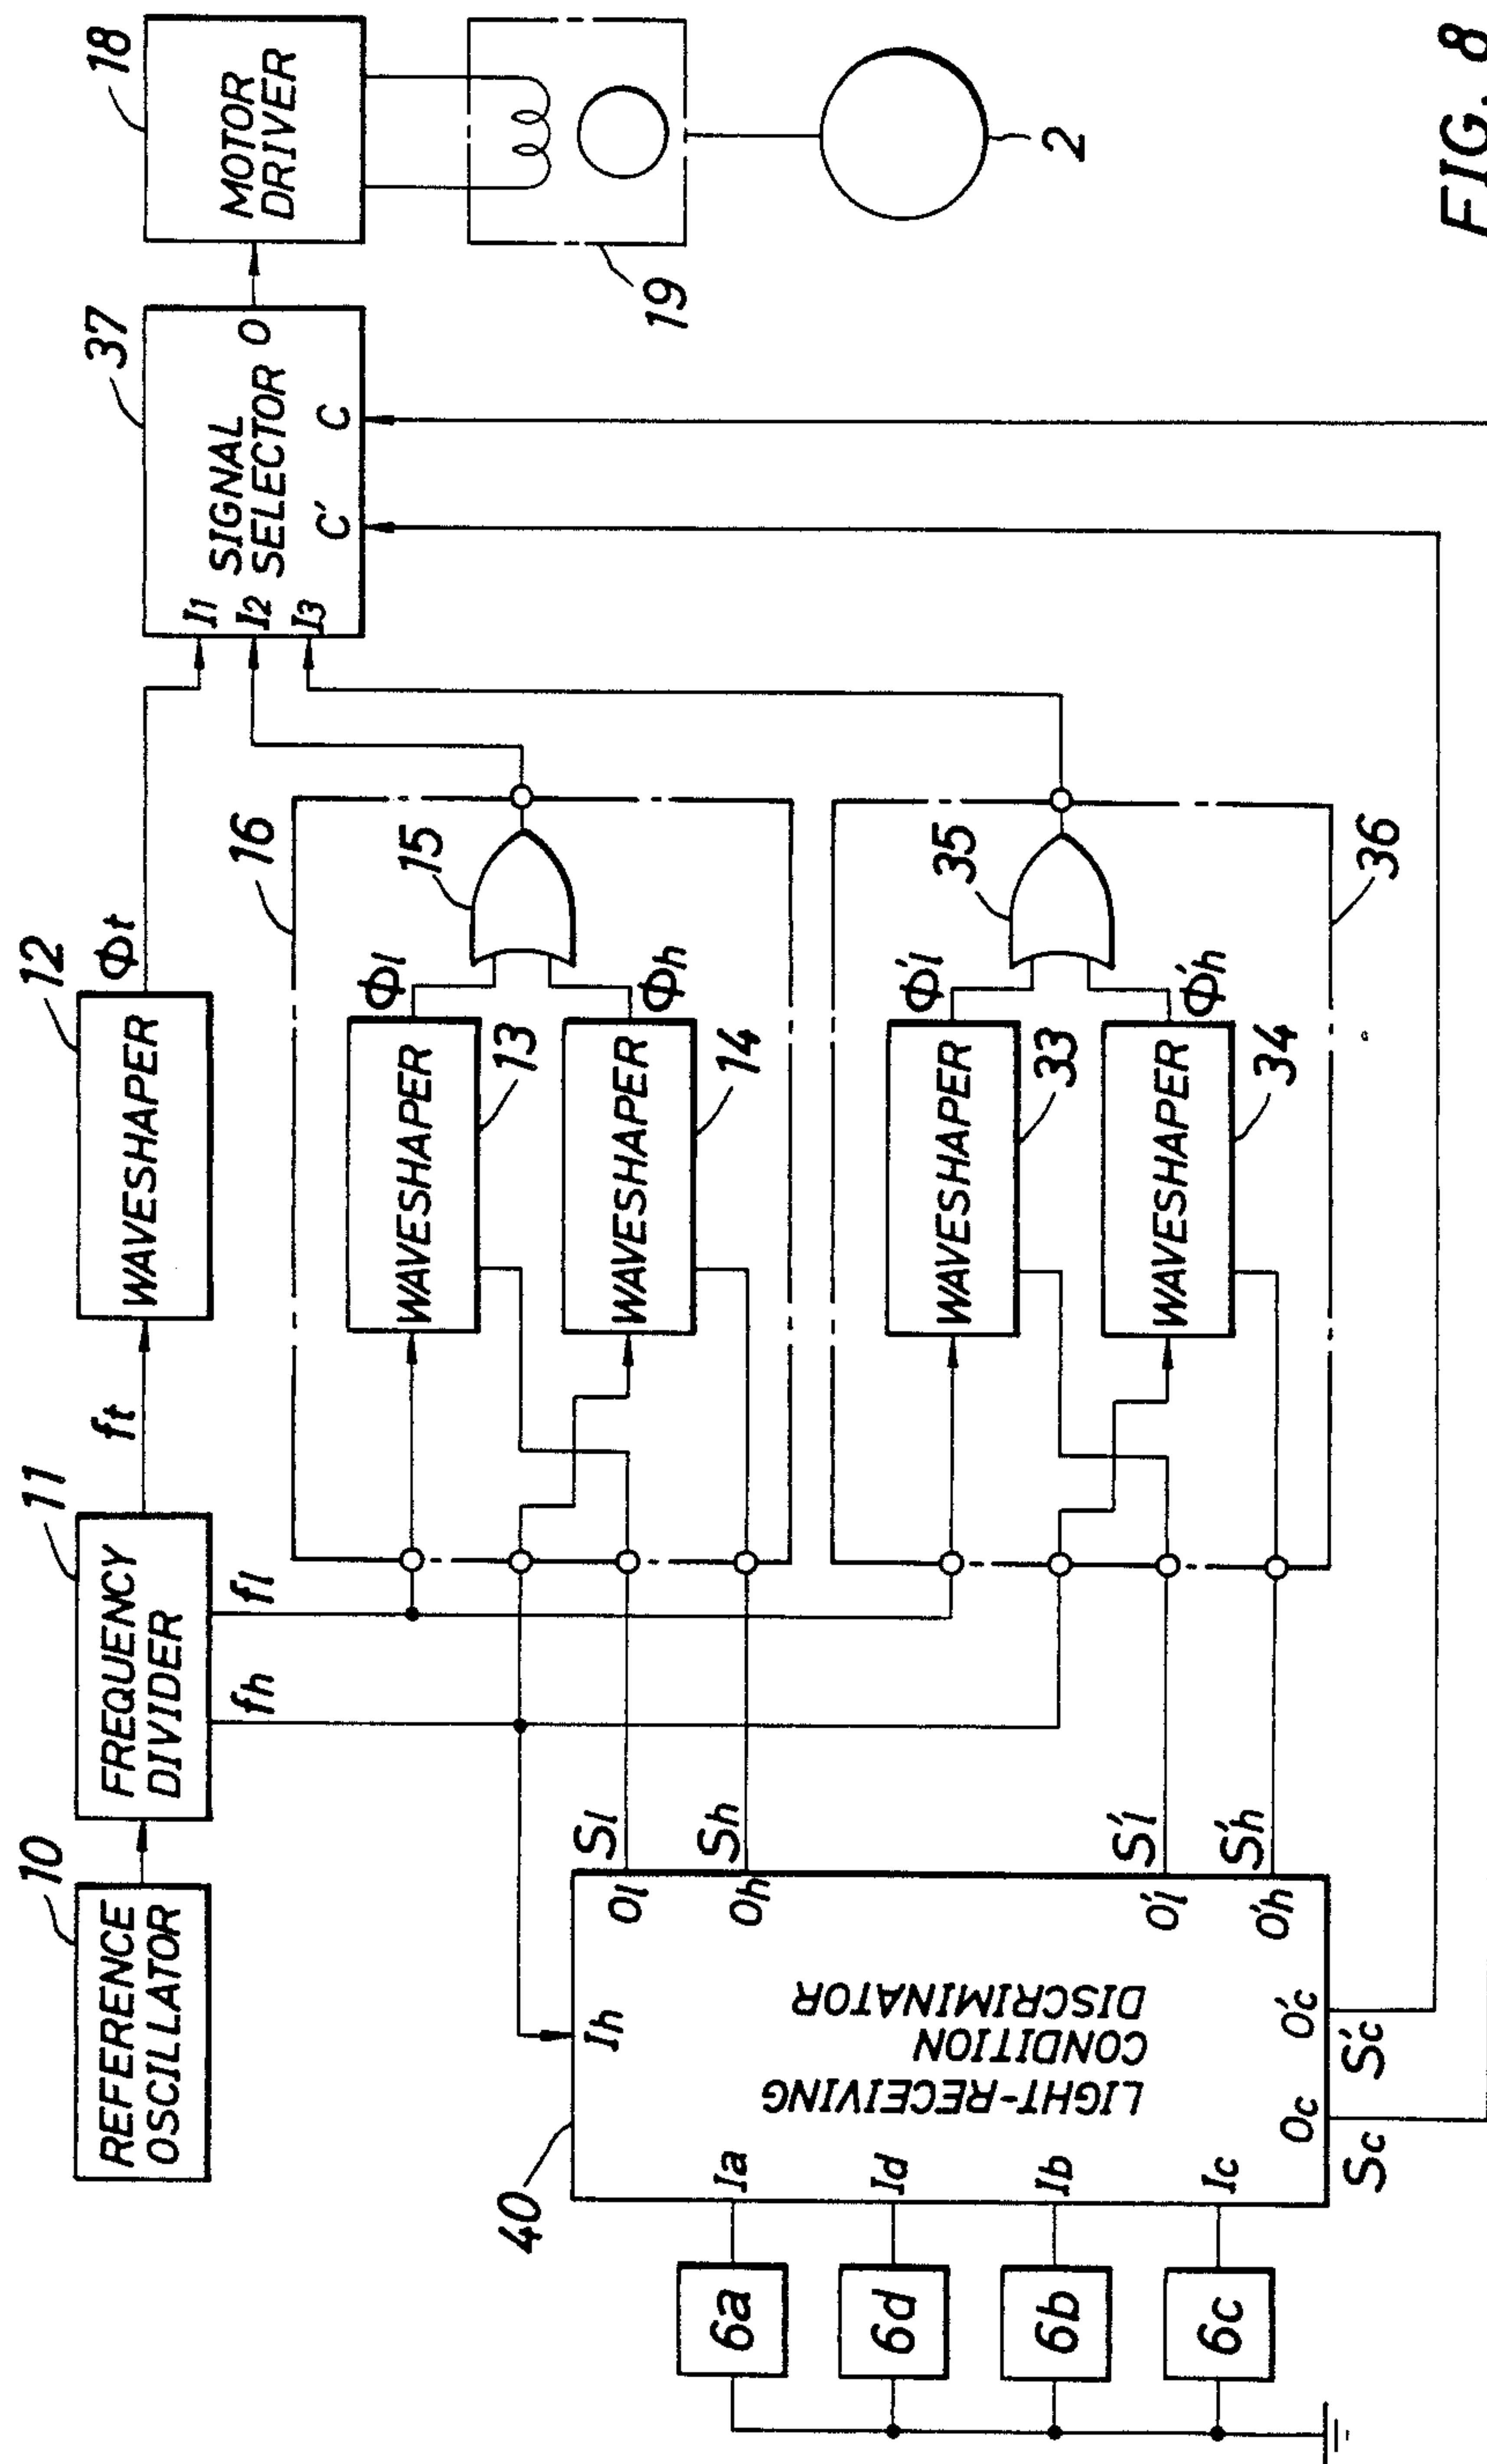 10
REFERENCE
OSCILLATOR
11
FREQUENCY
DIVIDER
ft
fl
fh
12
WAVESHAPER
Φt
37
I1
I2
I3
SIGNAL
SELECTOR
O
C'
C
18
MOTOR
DRIVER
19
2
16
WAVESHAPER
13
Φl
WAVESHAPER
14
Φh
15
36
WAVESHAPER
33
Φ'l
WAVESHAPER
34
Φ'h
35
40
LIGHT-RECEIVING
CONDITION
DISCRIMINATOR
Ih
Ia
Id
Ib
Ic
Ol
Oh
O'l
O'h
Oc
O'c
Sl
Sh
S'l
S'h
Sc
S'c
6a
6d
6b
6c
FIG. 8